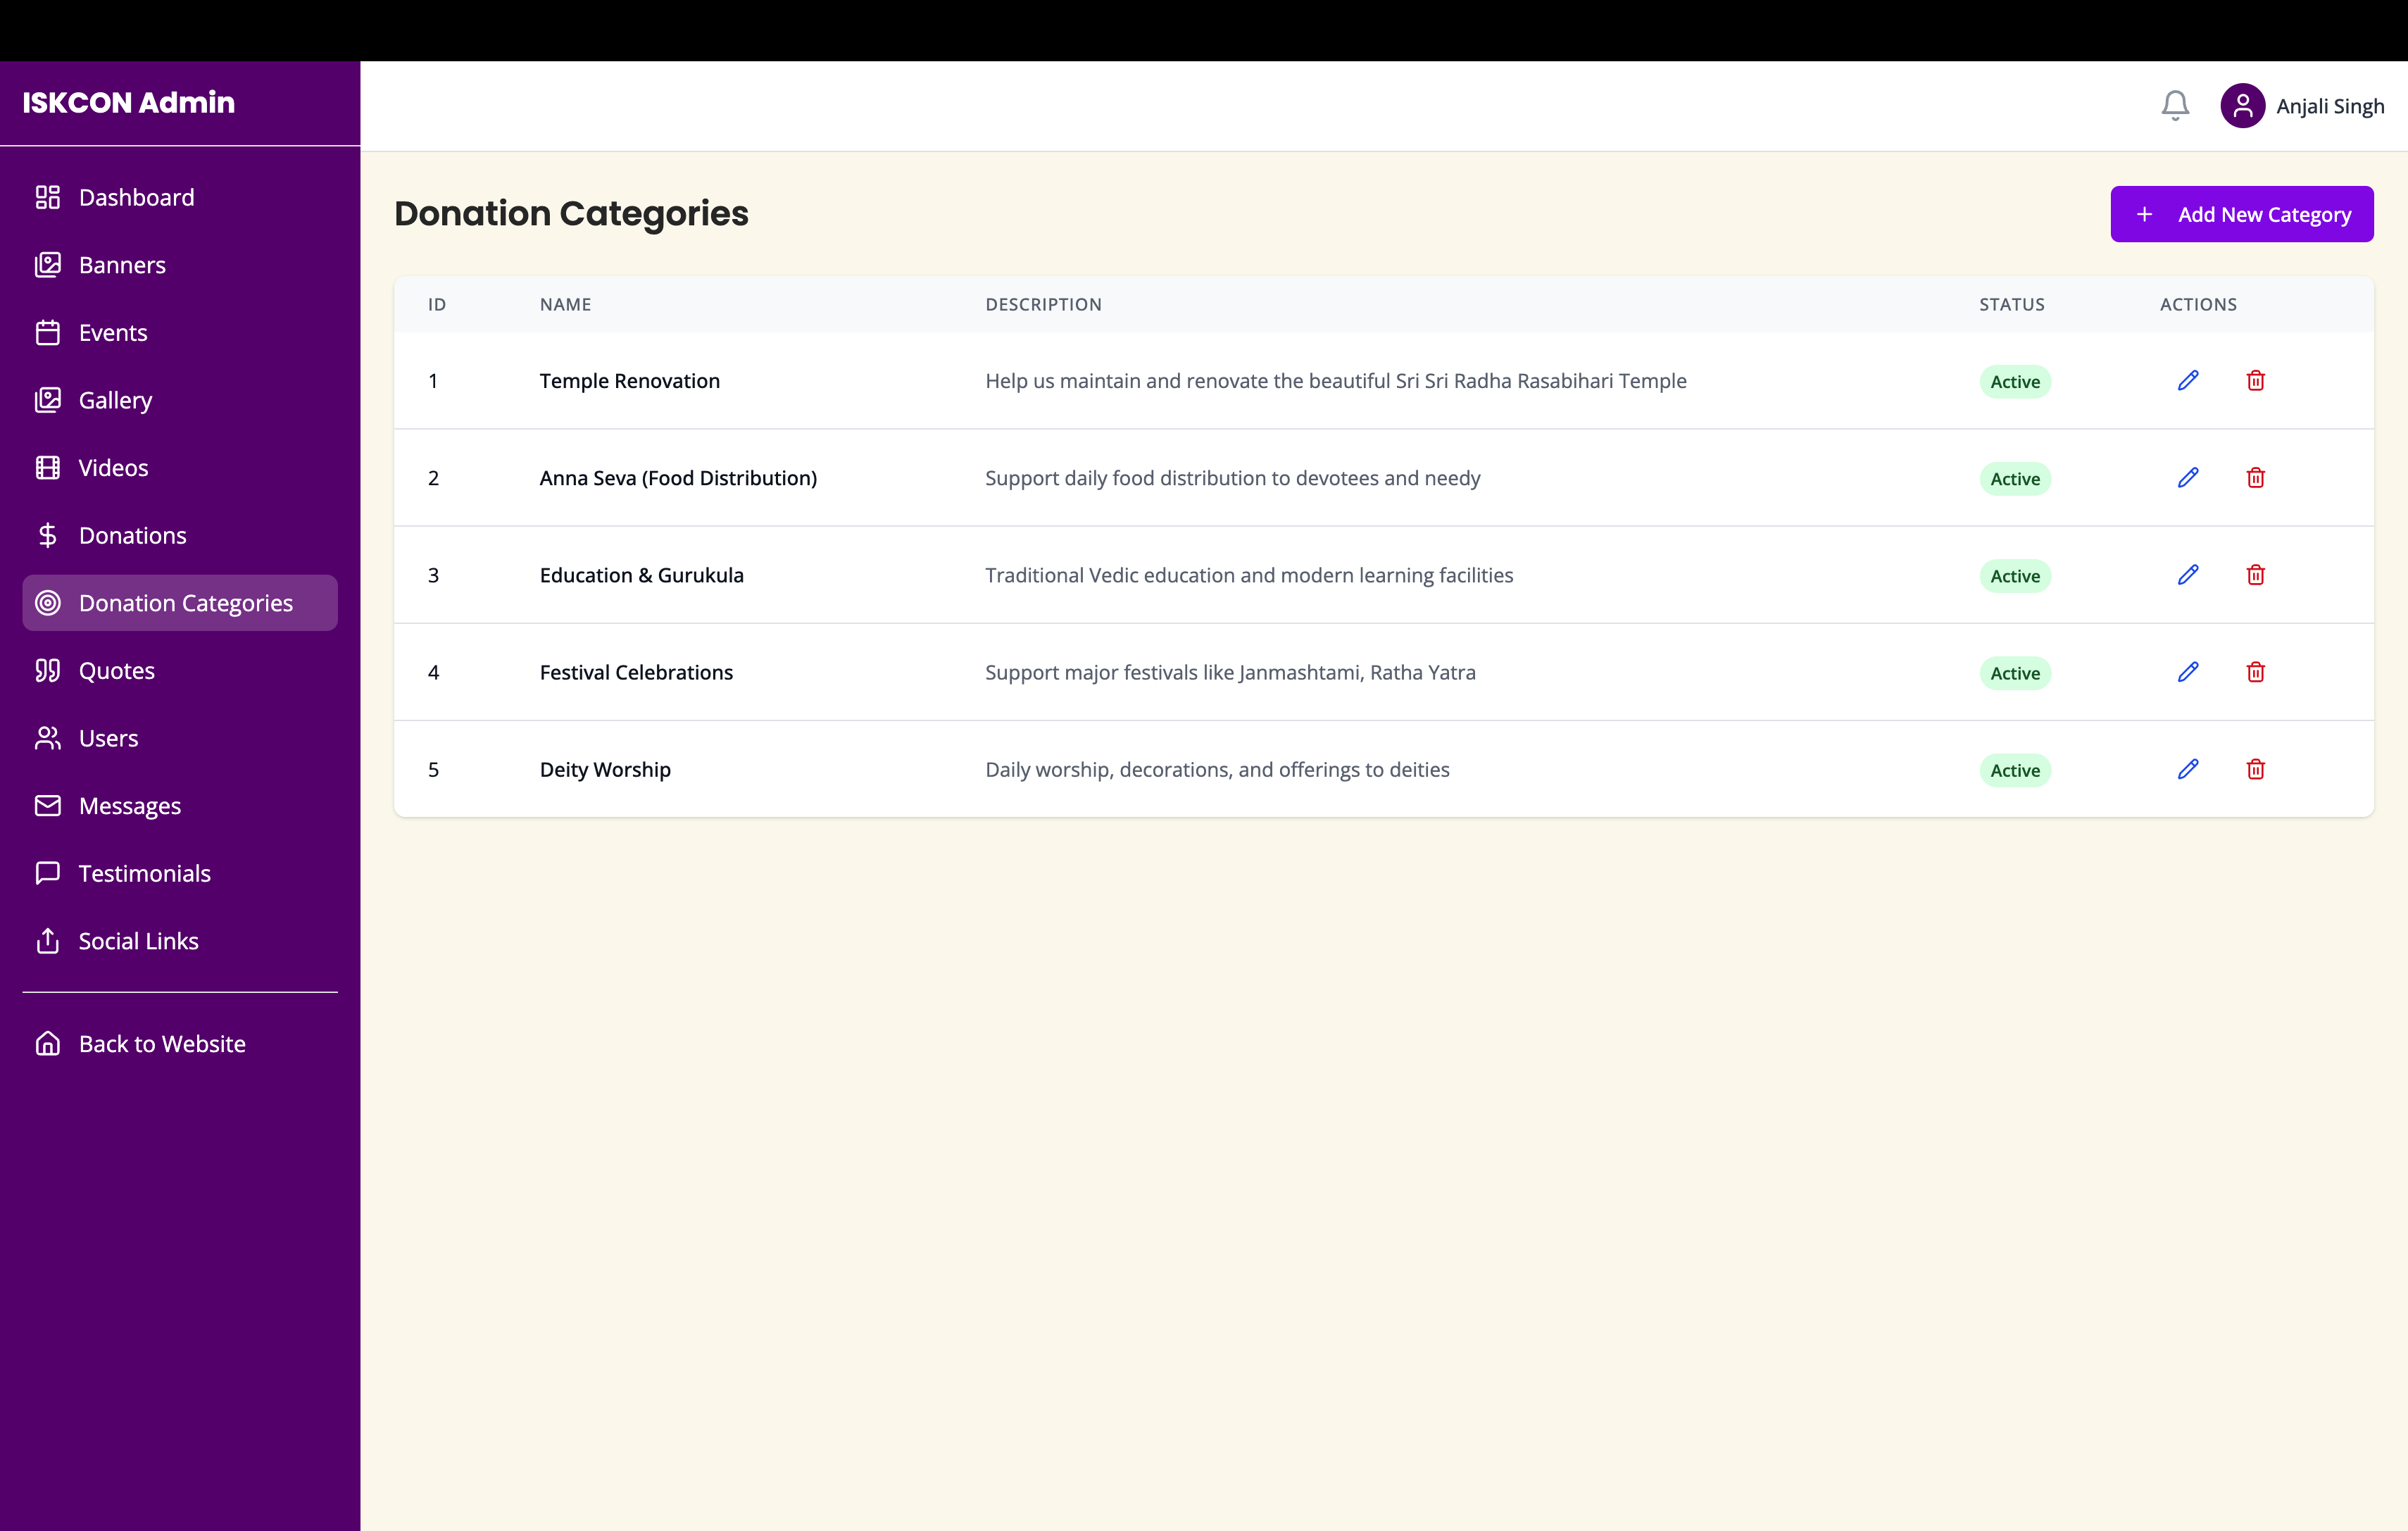 ISKCON Admin
Anjali Singh
Dashboard
Banners
Events
Gallery
Videos
Donations
Donation Categories
Quotes
Users
Messages
Testimonials
Social Links
Back to Website
Donation Categories
+ Add New Category
ID NAME DESCRIPTION STATUS ACTIONS
1 Temple Renovation Help us maintain and renovate the beautiful Sri Sri Radha Rasabihari Temple Active
2 Anna Seva (Food Distribution) Support daily food distribution to devotees and needy Active
3 Education & Gurukula Traditional Vedic education and modern learning facilities Active
4 Festival Celebrations Support major festivals like Janmashtami, Ratha Yatra Active
5 Deity Worship Daily worship, decorations, and offerings to deities Active